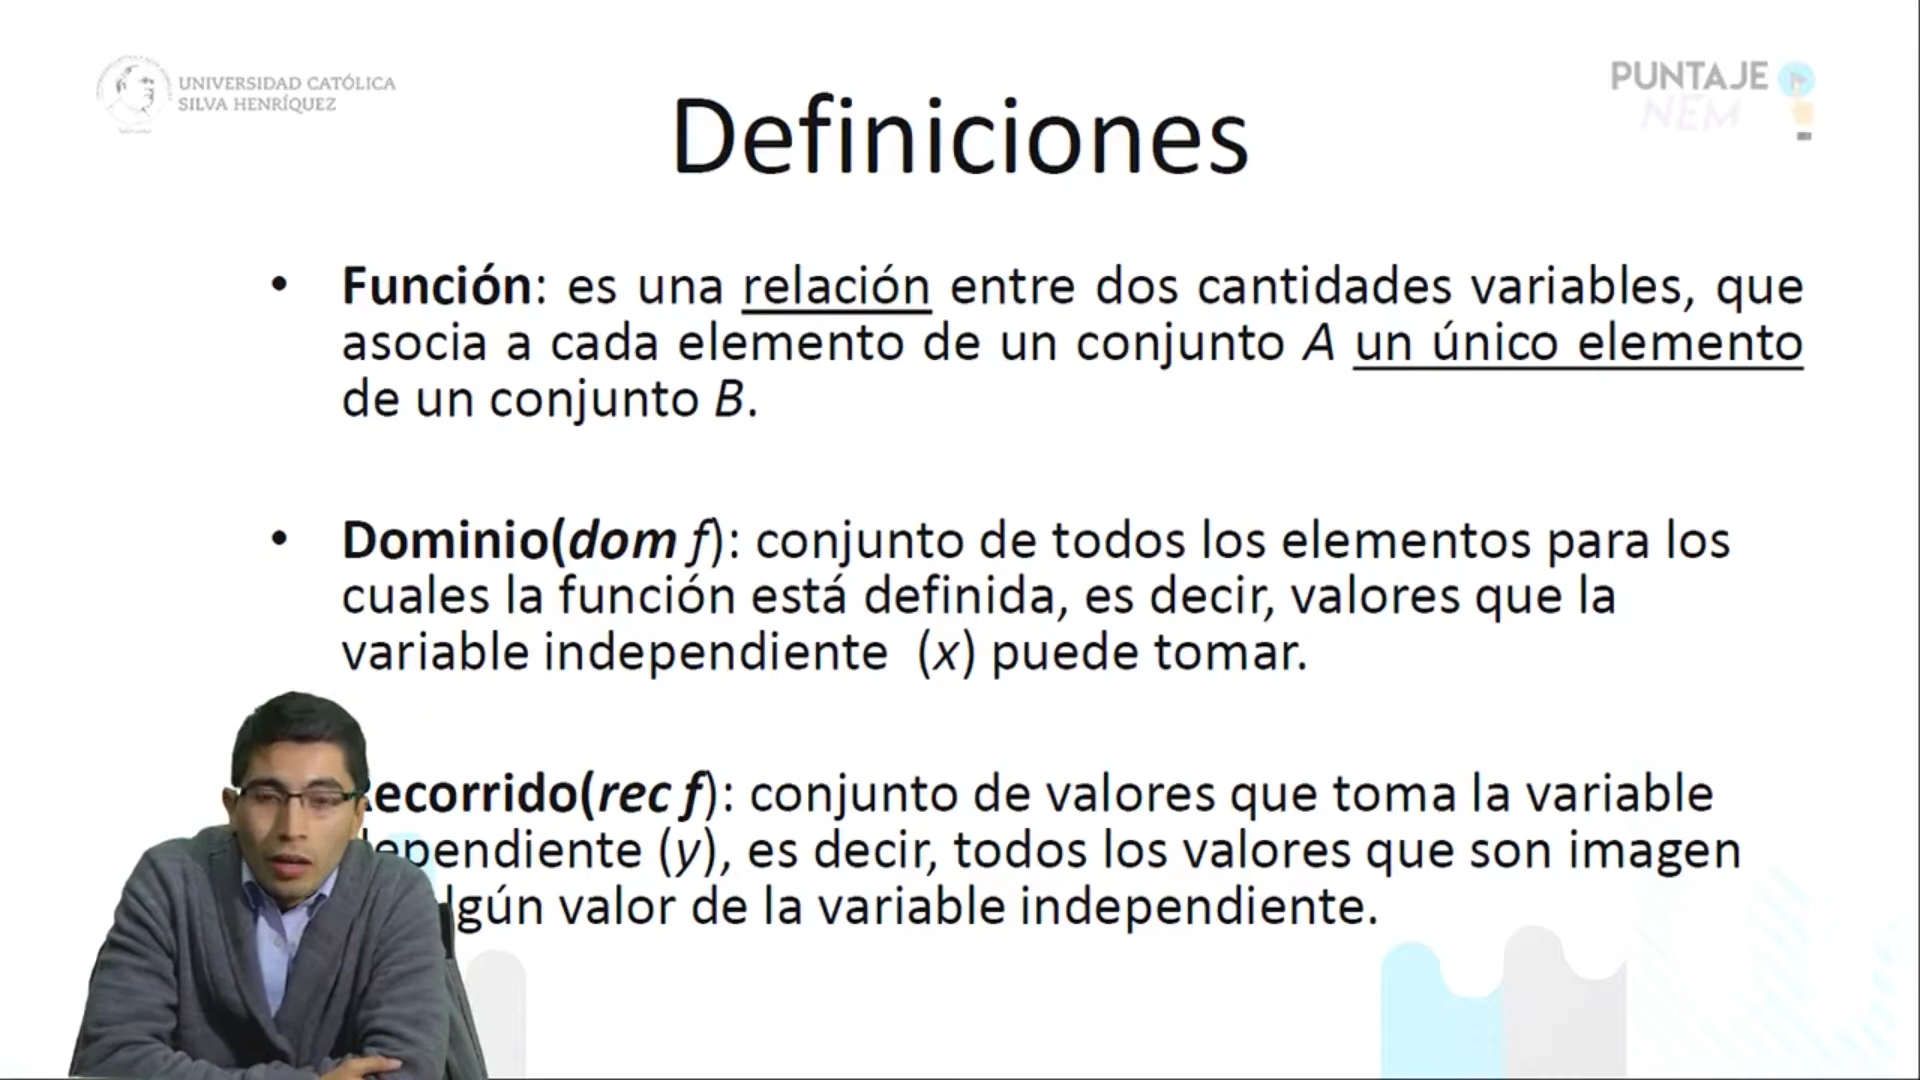 UNIVERSIDAD CATÓLICA
SILVA HENRÍQUEZ
PUNTAJE
NEM
Definiciones
• Función: es una relación entre dos cantidades variables, que
asocia a cada elemento de un conjunto A un único elemento
de un conjunto B.
• Dominio(dom f): conjunto de todos los elementos para los
cuales la función está definida, es decir, valores que la
variable independiente (x) puede tomar.
ecorrido(rec f): conjunto de valores que toma la variable
ependiente (y), es decir, todos los valores que son imagen
lgún valor de la variable independiente.